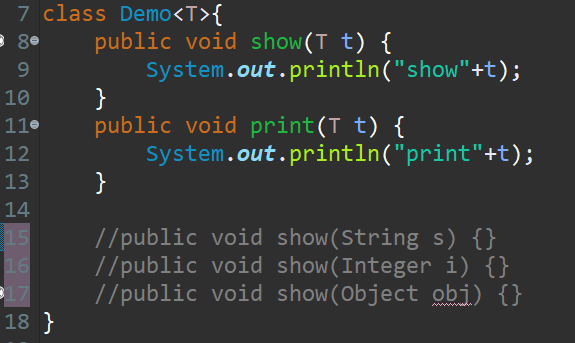 7 class Demo<T>{
8 public void show(T t) {
9 System.out.println("show"+t);
10 }
11 public void print(T t) {
12 System.out.println("print"+t);
13 }
14
15 //public void show(String s) {}
16 //public void show(Integer i) {}
17 //public void show(Object obj) {}
18 }